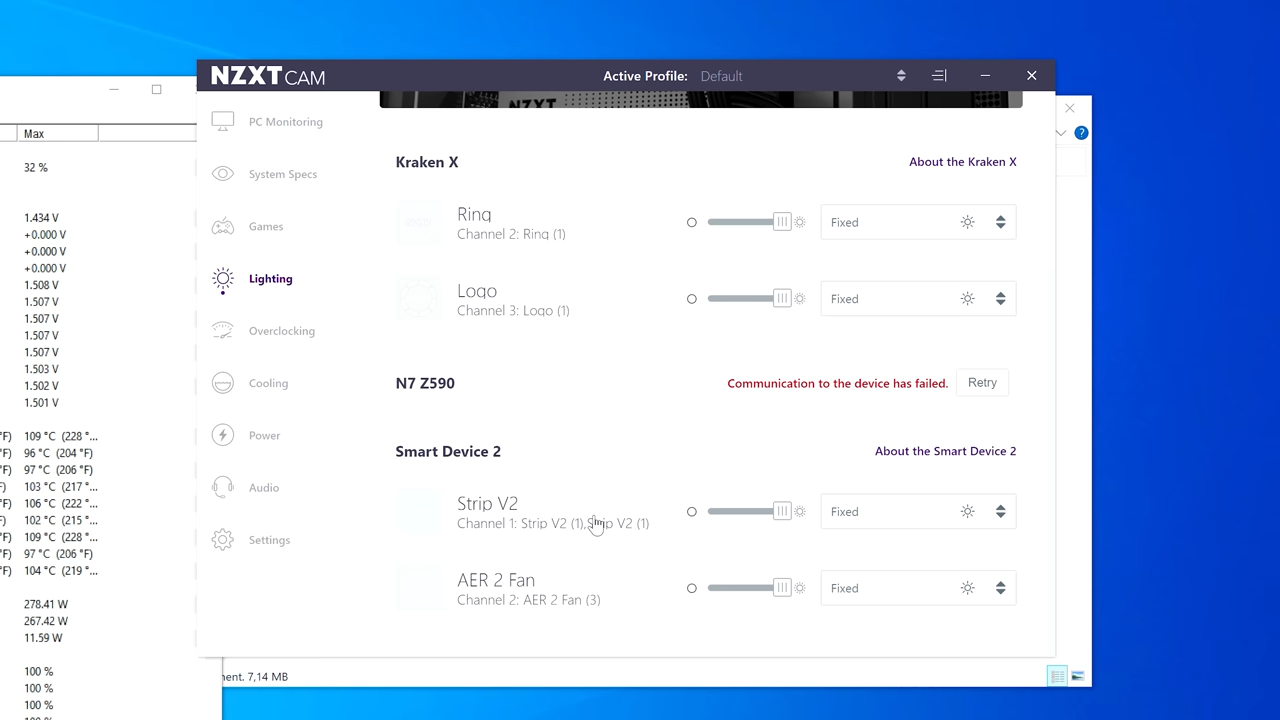 NZXT CAM
Active Profile: Default
NZXT
PC Monitoring
System Specs
Games
Lighting
Overclocking
Cooling
Power
Audio
Settings
Kraken X
About the Kraken X
Ring
Channel 2: Ring (1)
Fixed
Logo
Channel 3: Logo (1)
Fixed
N7 Z590
Communication to the device has failed.
Retry
Smart Device 2
About the Smart Device 2
Strip V2
Channel 1: Strip V2 (1),Strip V2 (1)
Fixed
AER 2 Fan
Channel 2: AER 2 Fan (3)
Fixed
Max
32 %
1.434 V
+0.000 V
+0.000 V
+0.000 V
1.508 V
1.507 V
1.507 V
1.507 V
1.507 V
1.503 V
1.502 V
1.501 V
°F) 109 °C (228 °...
°F) 96 °C (204 °F)
°F) 97 °C (206 °F)
°F) 103 °C (217 °...
°F) 106 °C (222 °...
°F) 102 °C (215 °...
°F) 109 °C (228 °...
°F) 97 °C (206 °F)
°F) 104 °C (219 °...
278.41 W
267.42 W
11.59 W
100 %
100 %
100 %
ent. 7,14 MB